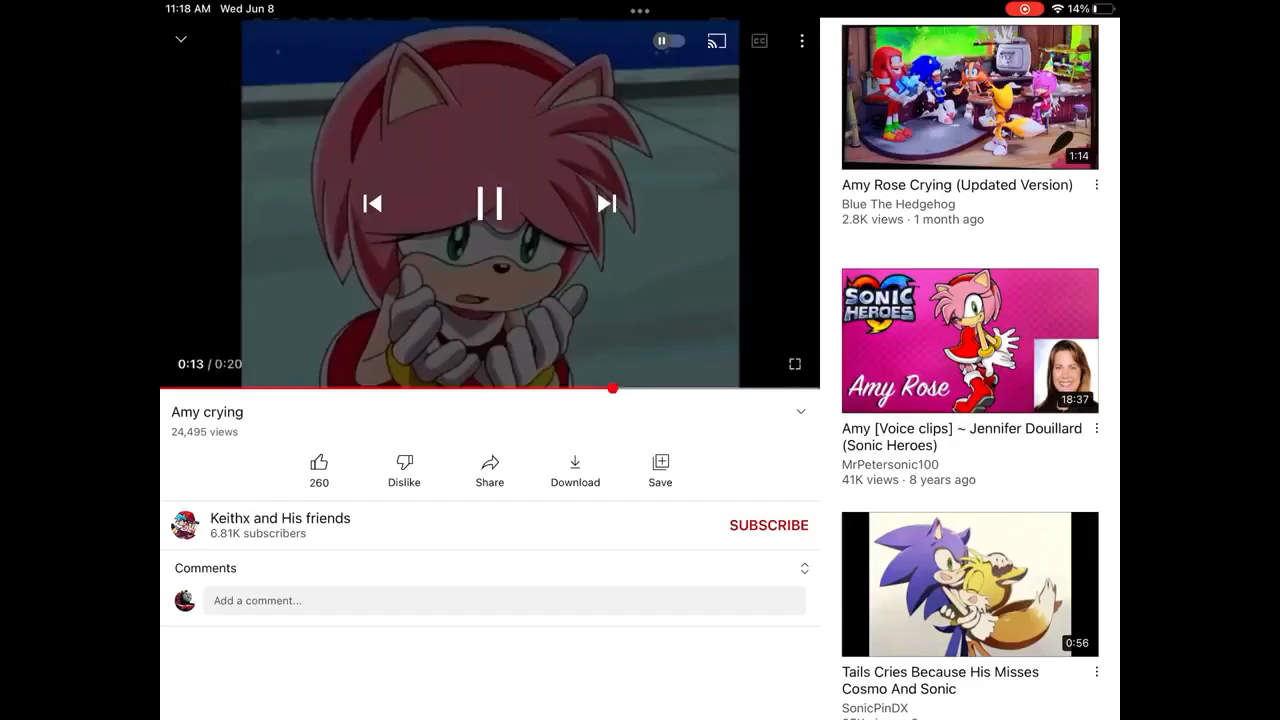 11:18 AM Wed Jun 8
14%
CC
0:13 / 0:20
Amy crying
24,495 views
260
Dislike
Share
Download
Save
Keithx and His friends
6.81K subscribers
SUBSCRIBE
Comments
Add a comment...
1:14
Amy Rose Crying (Updated Version)
Blue The Hedgehog
2.8K views · 1 month ago
SONIC
HEROES
Amy Rose
18:37
Amy [Voice clips] ~ Jennifer Douillard
(Sonic Heroes)
MrPetersonic100
41K views · 8 years ago
0:56
Tails Cries Because His Misses
Cosmo And Sonic
SonicPinDX